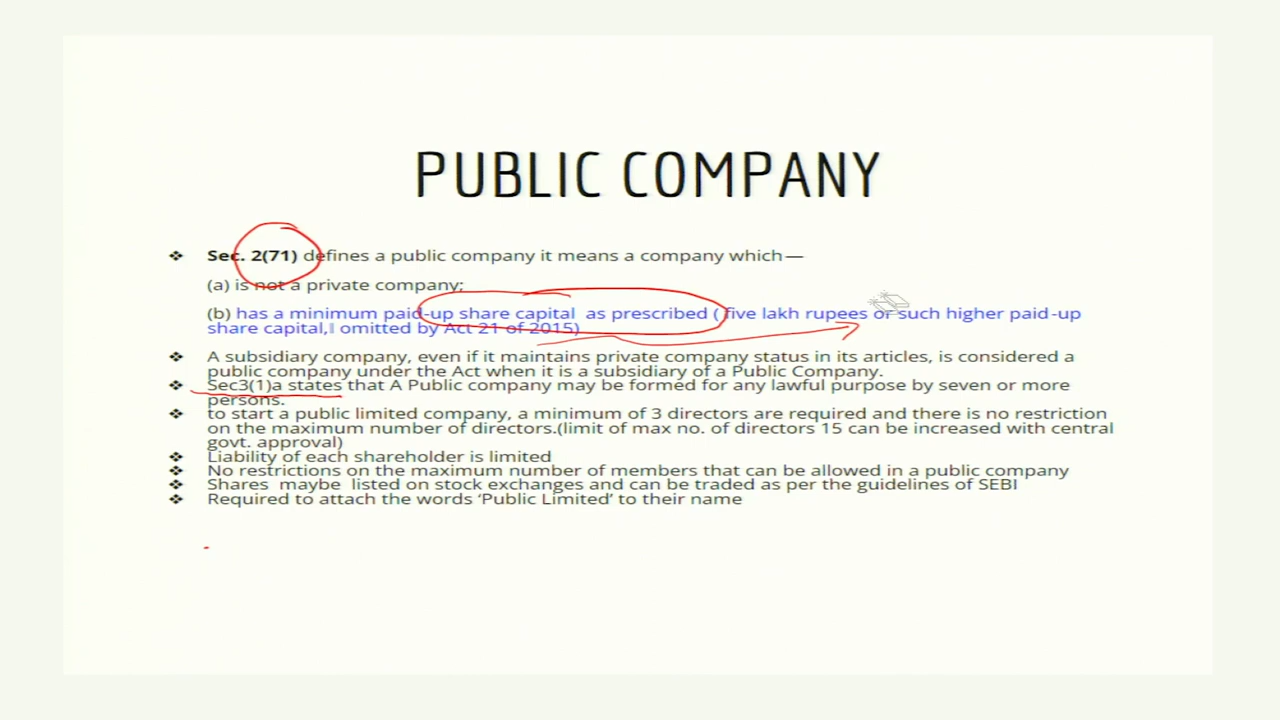 PUBLIC COMPANY
❖ Sec. 2(71) defines a public company it means a company which—
(a) is not a private company;
(b) has a minimum paid-up share capital as prescribed ( five lakh rupees or such higher paid-up
share capital, omitted by Act 21 of 2015)
❖ A subsidiary company, even if it maintains private company status in its articles, is considered a
public company under the Act when it is a subsidiary of a Public Company.
❖ Sec3(1)a states that A Public company may be formed for any lawful purpose by seven or more
persons.
❖ to start a public limited company, a minimum of 3 directors are required and there is no restriction
on the maximum number of directors.(limit of max no. of directors 15 can be increased with central
govt. approval)
❖ Liability of each shareholder is limited
❖ No restrictions on the maximum number of members that can be allowed in a public company
❖ Shares maybe listed on stock exchanges and can be traded as per the guidelines of SEBI
❖ Required to attach the words ‘Public Limited’ to their name